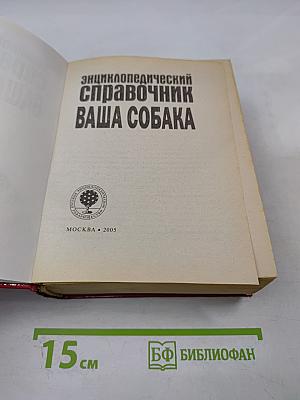 ЭНЦИКЛОПЕДИЧЕСКИЙ
СПРАВОЧНИК
ВАША СОБАКА
МОСКВА • 2005
15 см
БФ БИБЛИОФАН